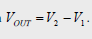 V_OUT = V_2 − V_1.